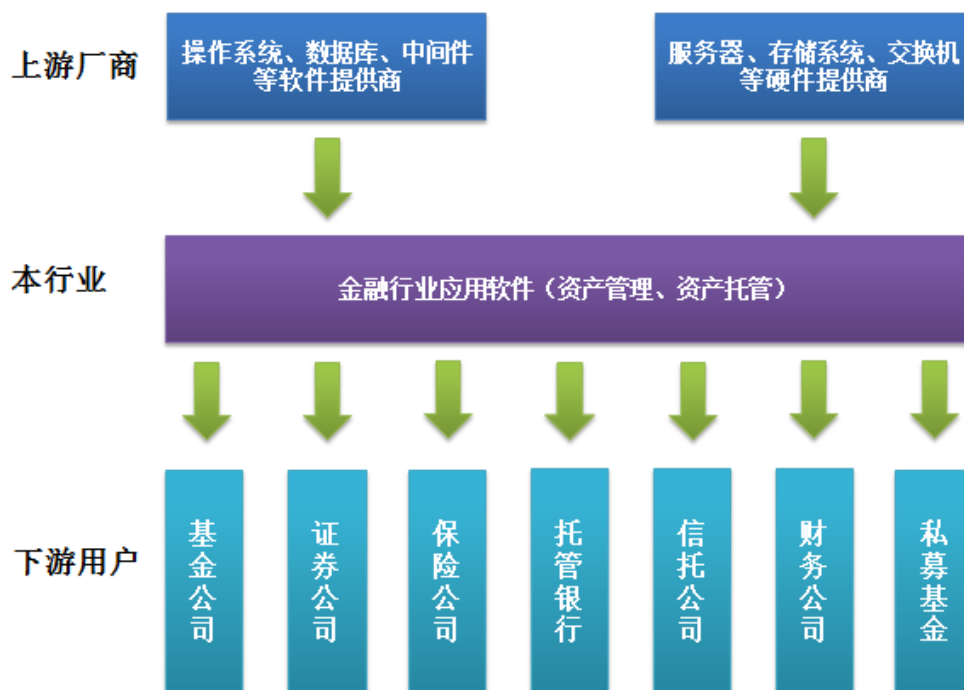 上游厂商
操作系统、数据库、中间件
等软件提供商
服务器、存储系统、交换机
等硬件提供商
本行业
金融行业应用软件（资产管理、资产托管）
下游用户
基金公司
证券公司
保险公司
托管银行
信托公司
财务公司
私募基金